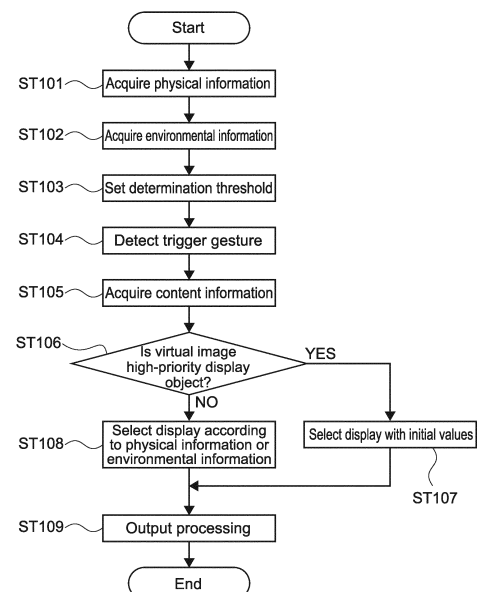 Start
ST101
Acquire physical information
ST102
Acquire environmental information
ST103
Set determination threshold
ST104
Detect trigger gesture
ST105
Acquire content information
ST106
Is virtual image
high-priority display
object?
YES
NO
ST108
Select display according
to physical information or
environmental information
Select display with initial values
ST107
ST109
Output processing
End